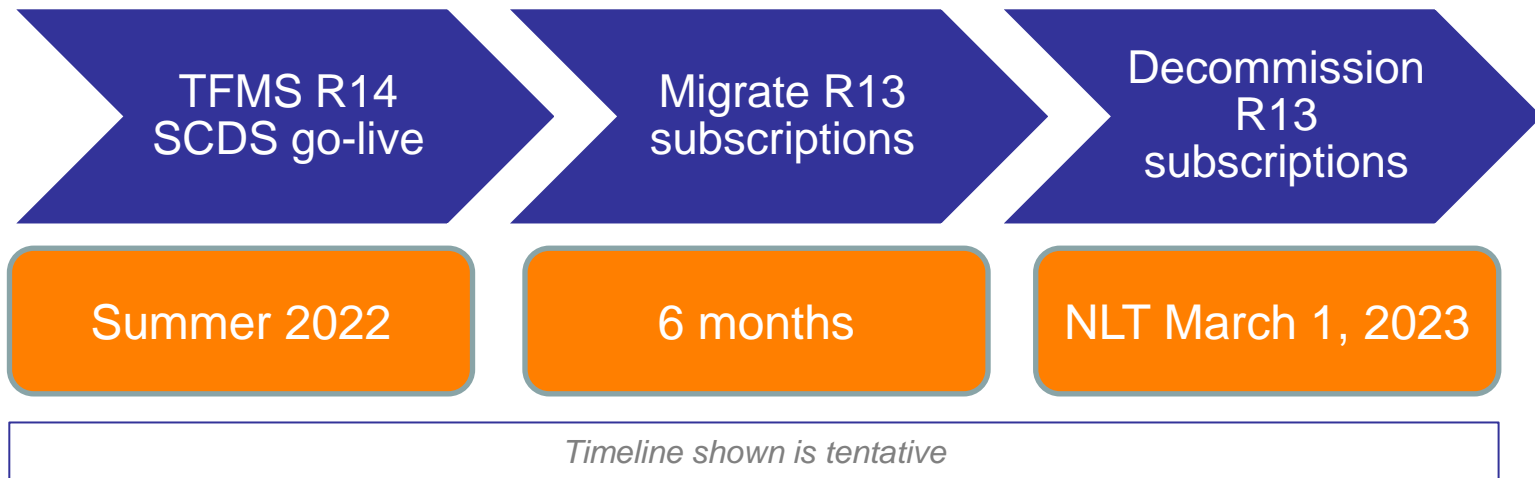 TFMS R14
SCDS go-live
Migrate R13
subscriptions
Decommission
R13
subscriptions
Summer 2022
6 months
NLT March 1, 2023
Timeline shown is tentative